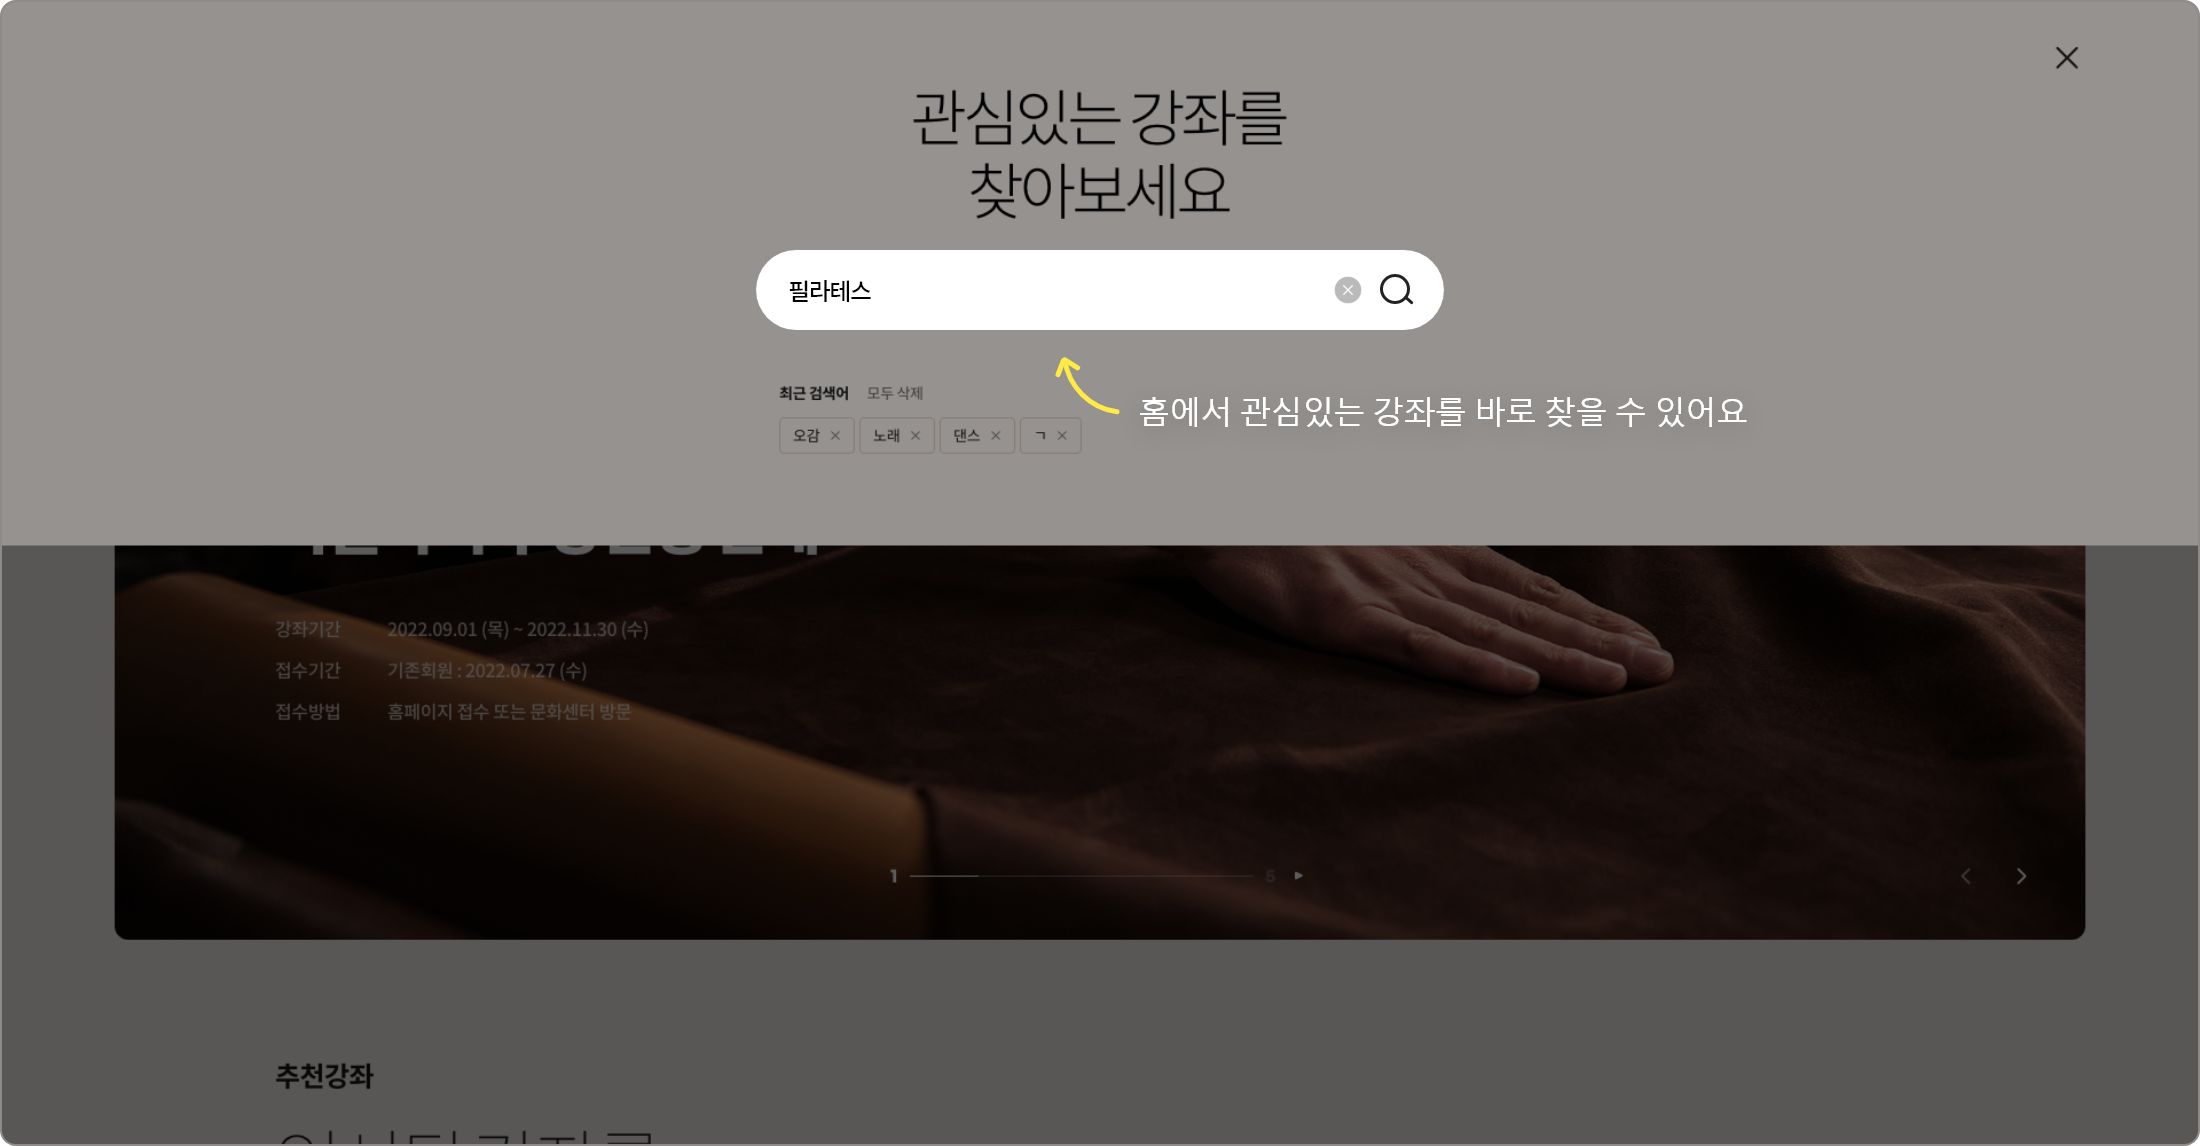 관심있는 강좌를
찾아보세요
필라테스
최근 검색어 모두 삭제
오감 노래 댄스 ㄱ
홈에서 관심있는 강좌를 바로 찾을 수 있어요
강좌기간 2022.09.01 (목) ~ 2022.11.30 (수)
접수기간 기존회원 : 2022.07.27 (수)
접수방법 홈페이지 접수 또는 문화센터 방문
1 5
추천강좌